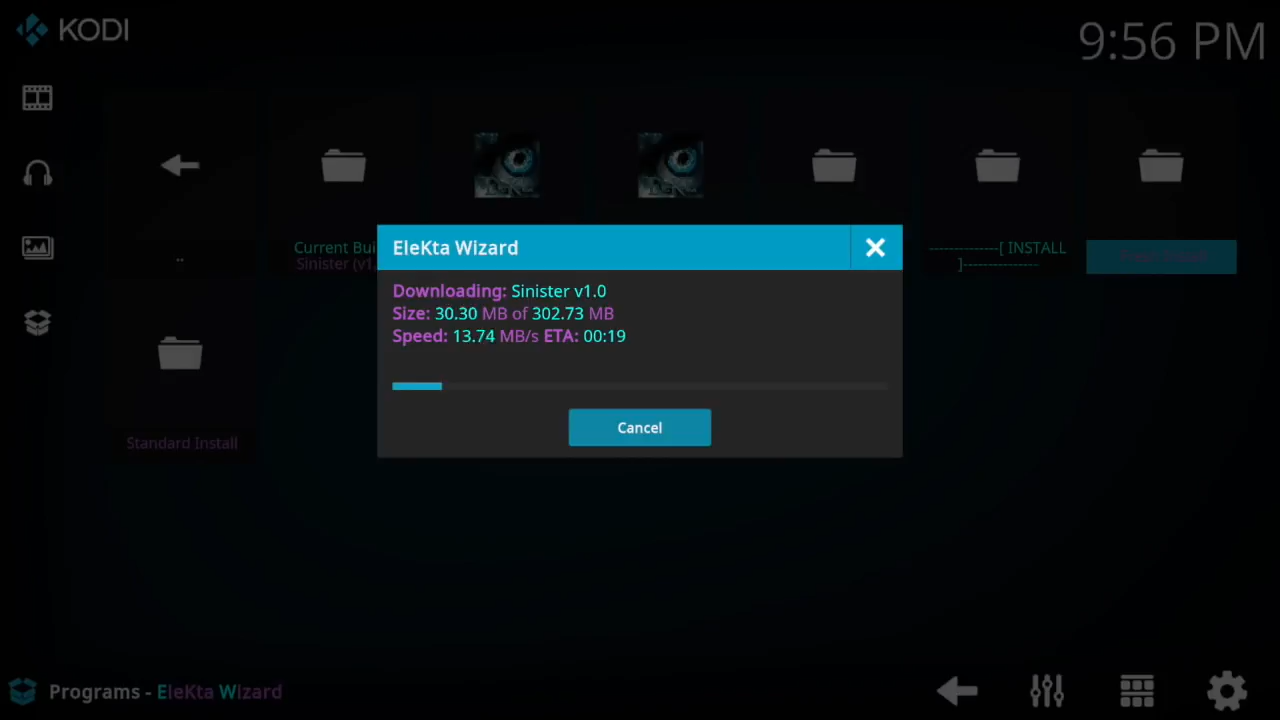 KODI
9:56 PM
Current Bui
Sinister (v1.
..
---------------[ INSTALL
]---------------
EleKta Wizard
Downloading: Sinister v1.0
Size: 30.30 MB of 302.73 MB
Speed: 13.74 MB/s ETA: 00:19
Cancel
Standard Install
Programs - EleKta Wizard